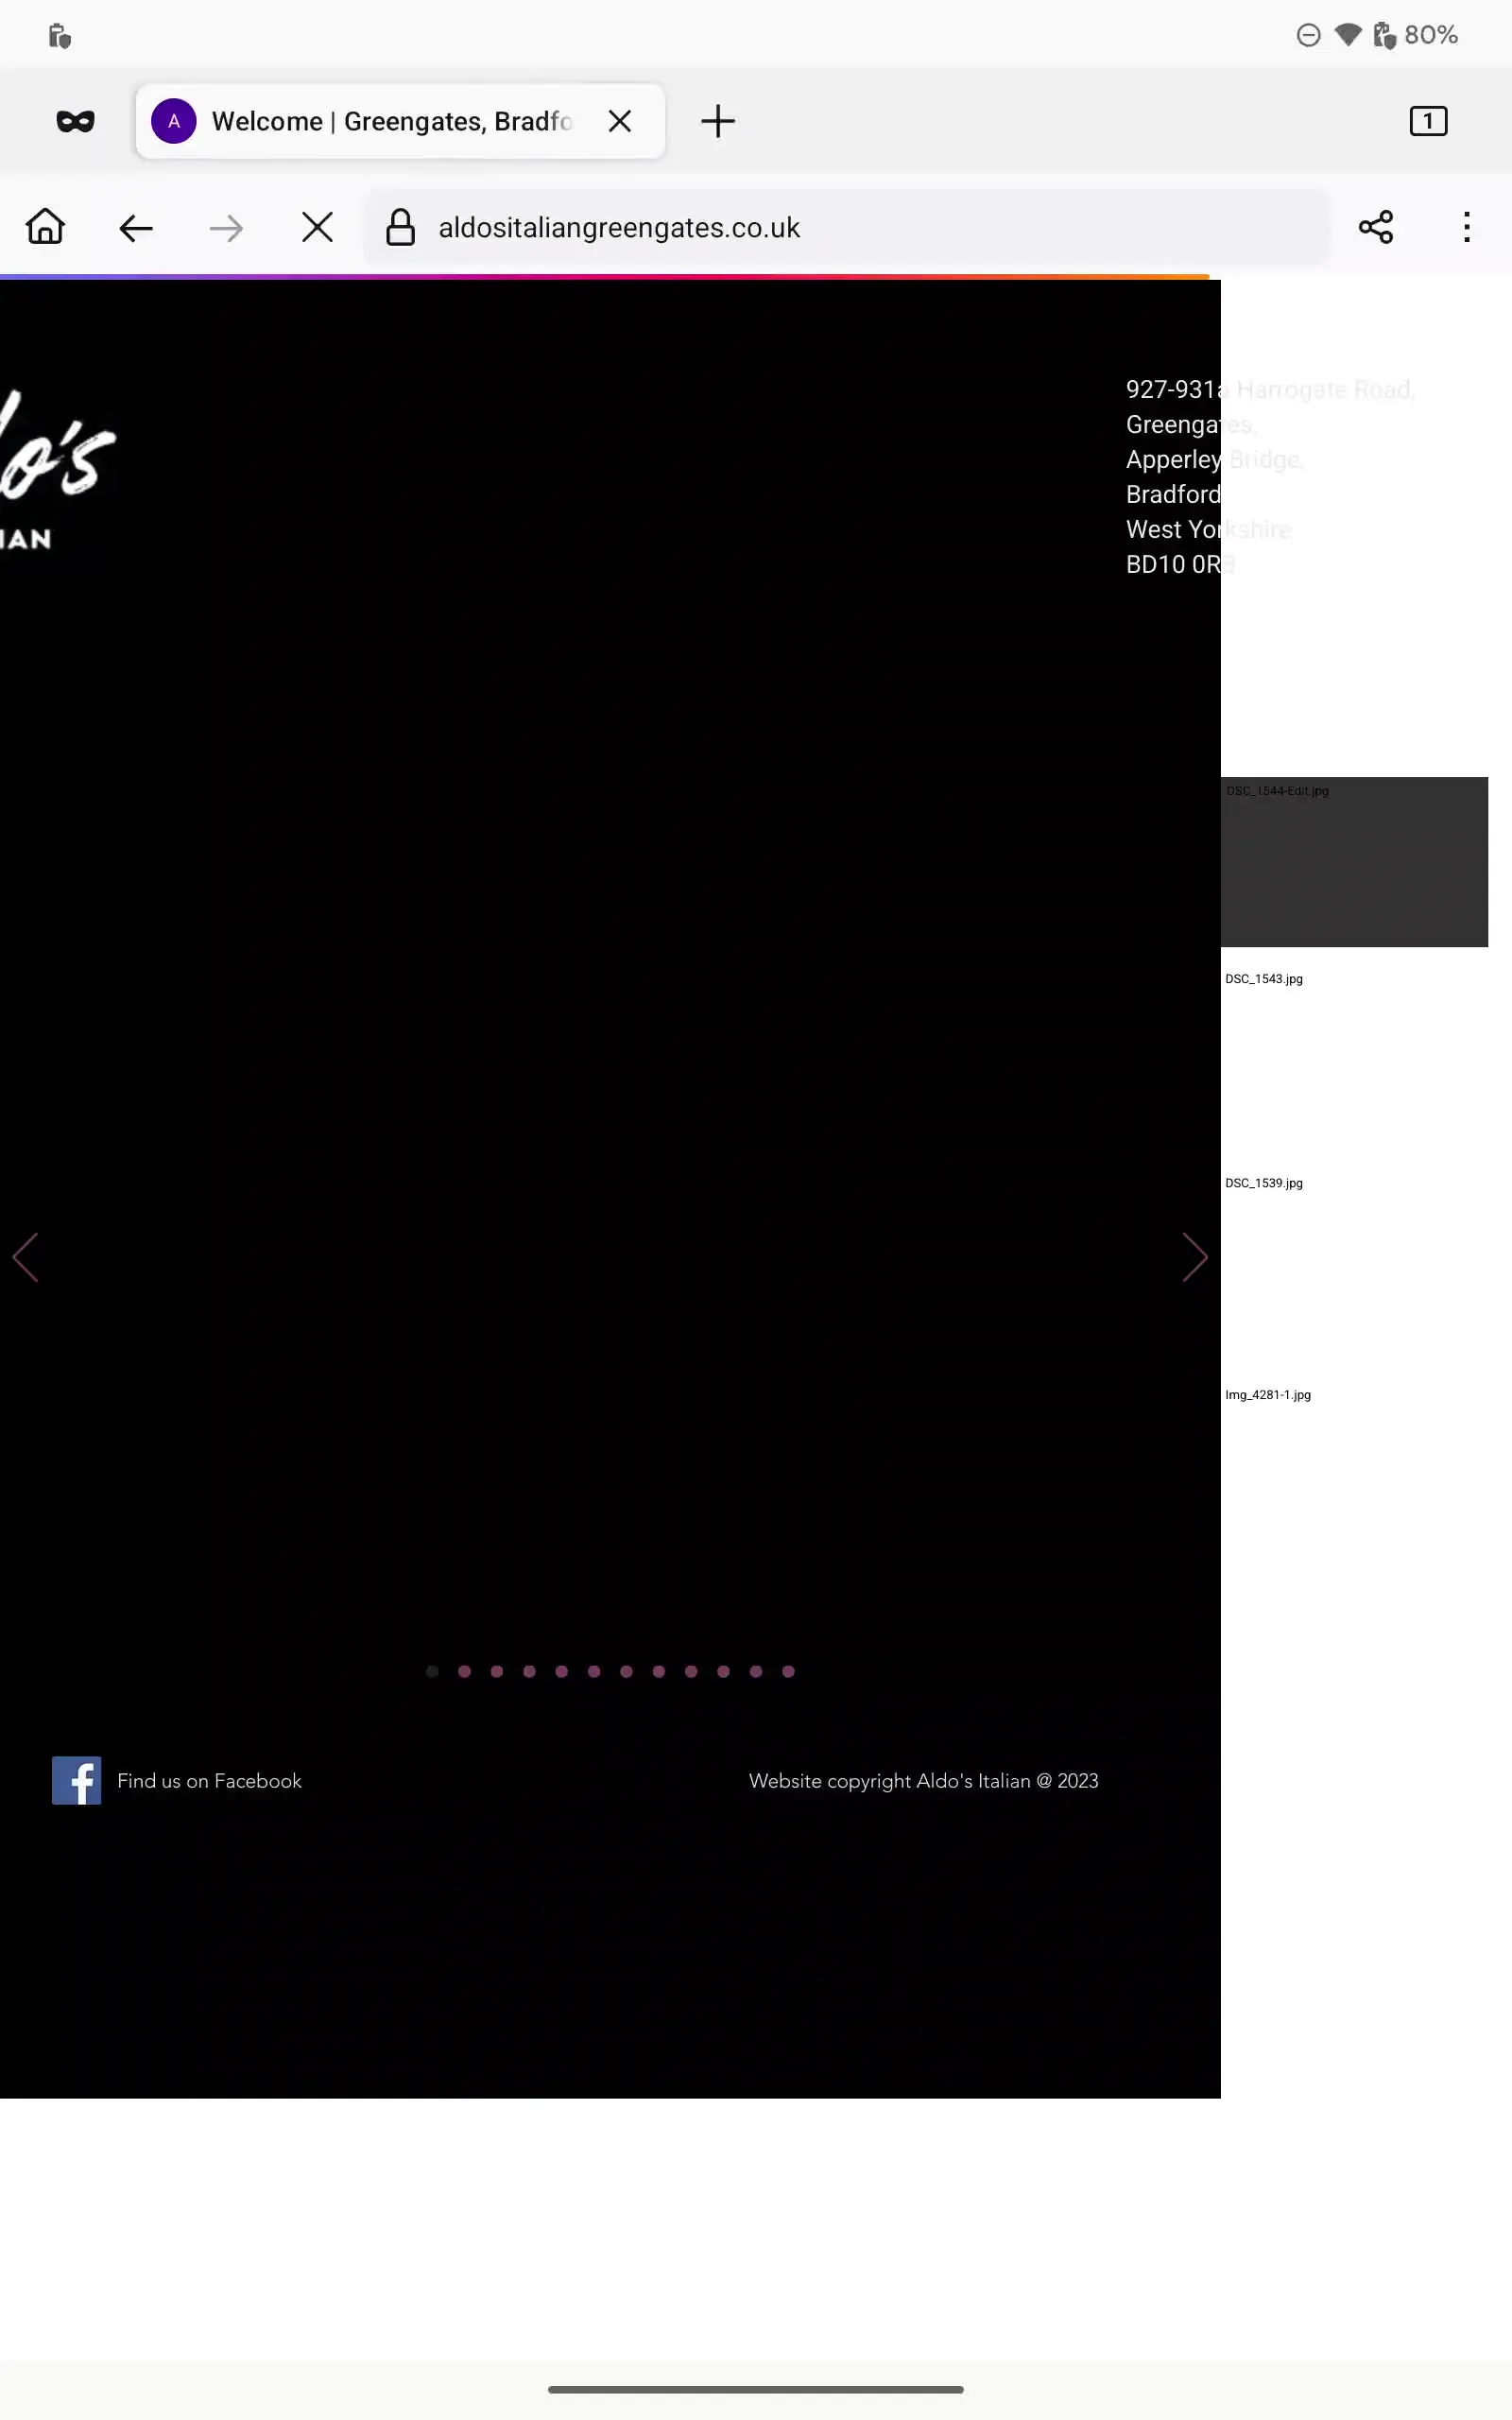 80%
A Welcome | Greengates, Bradfo
1
aldositaliangreengates.co.uk
lo's
IAN
927-931a Harrogate Road,
Greengates,
Apperley Bridge,
Bradford
West Yorkshire
BD10 0RB
DSC_1544-Edit.jpg
DSC_1543.jpg
DSC_1539.jpg
Img_4281-1.jpg
Find us on Facebook
Website copyright Aldo's Italian @ 2023